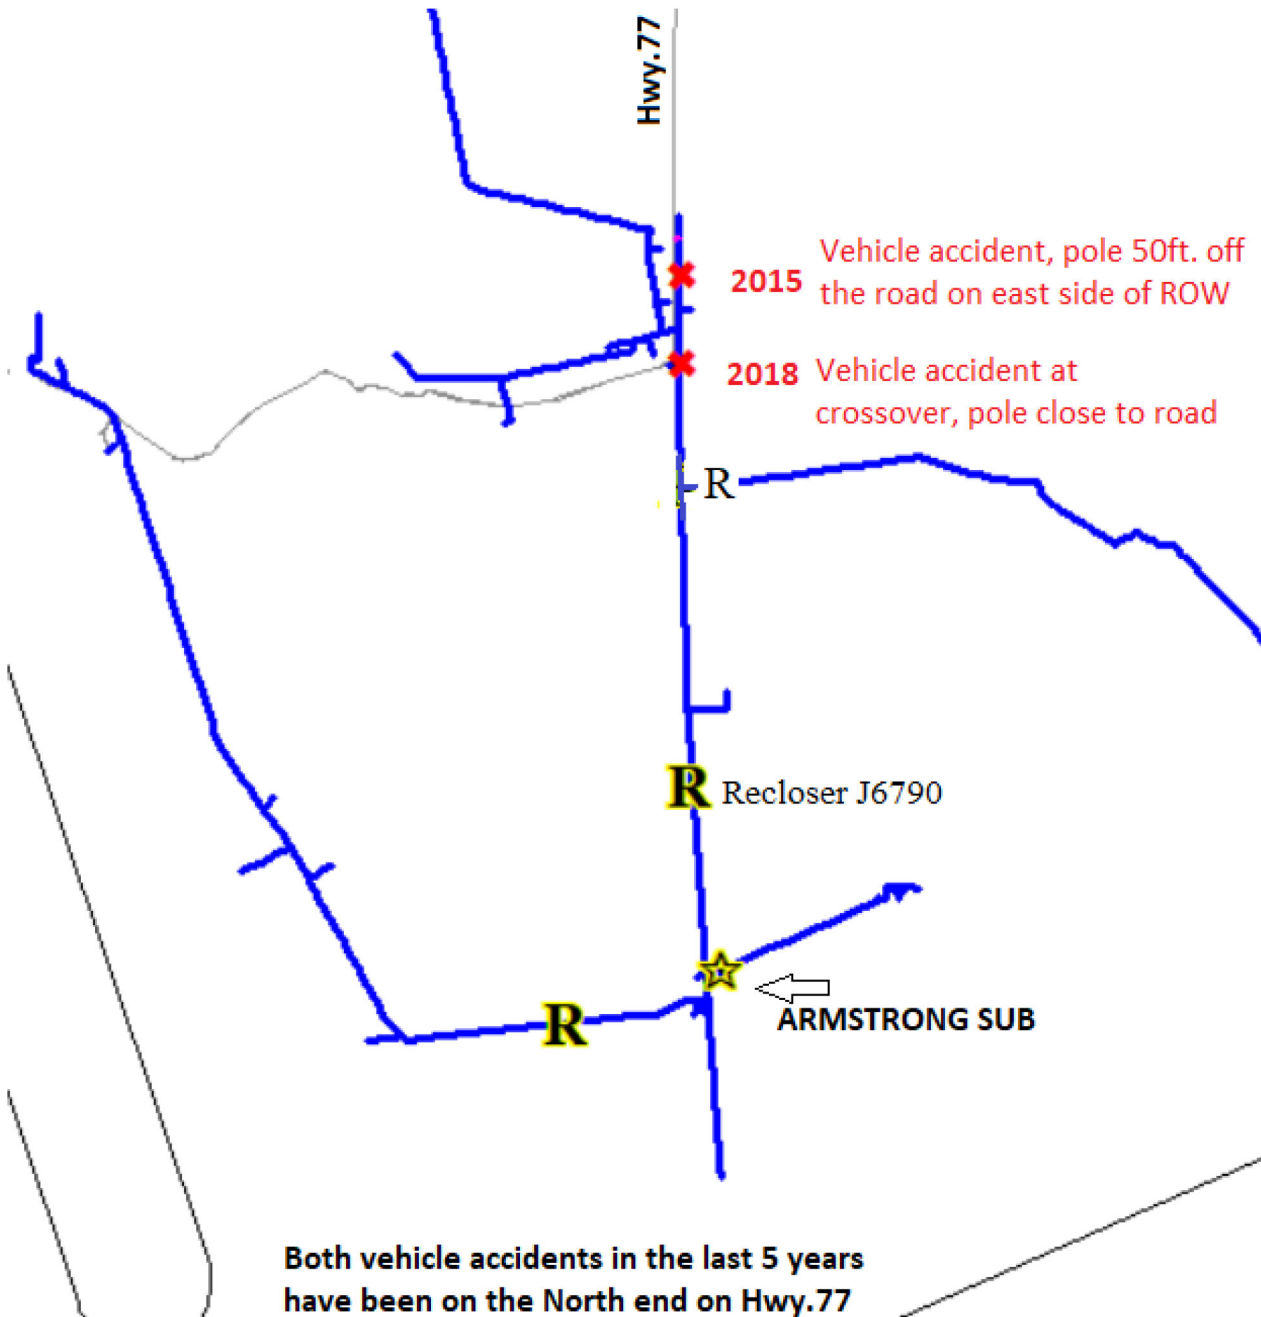 Hwy.77
Vehicle accident, pole 50ft. off
2015
the road on east side of ROW
2018
Vehicle accident at
crossover, pole close to road
R
R
Recloser J6790
R
ARMSTRONG SUB
Both vehicle accidents in the last 5 years
have been on the North end on Hwy.77